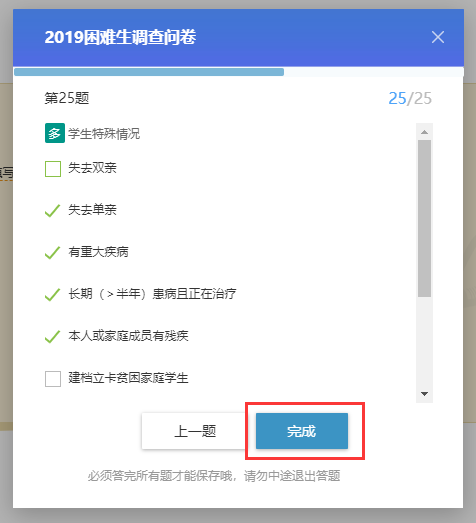 2019困难生调查问卷
第25题
25/25
多 学生特殊情况
失去双亲
失去单亲
有重大疾病
长期（＞半年）患病且正在治疗
本人或家庭成员有残疾
建档立卡贫困家庭学生
上一题
完成
必须答完所有题才能保存哦，请勿中途退出答题